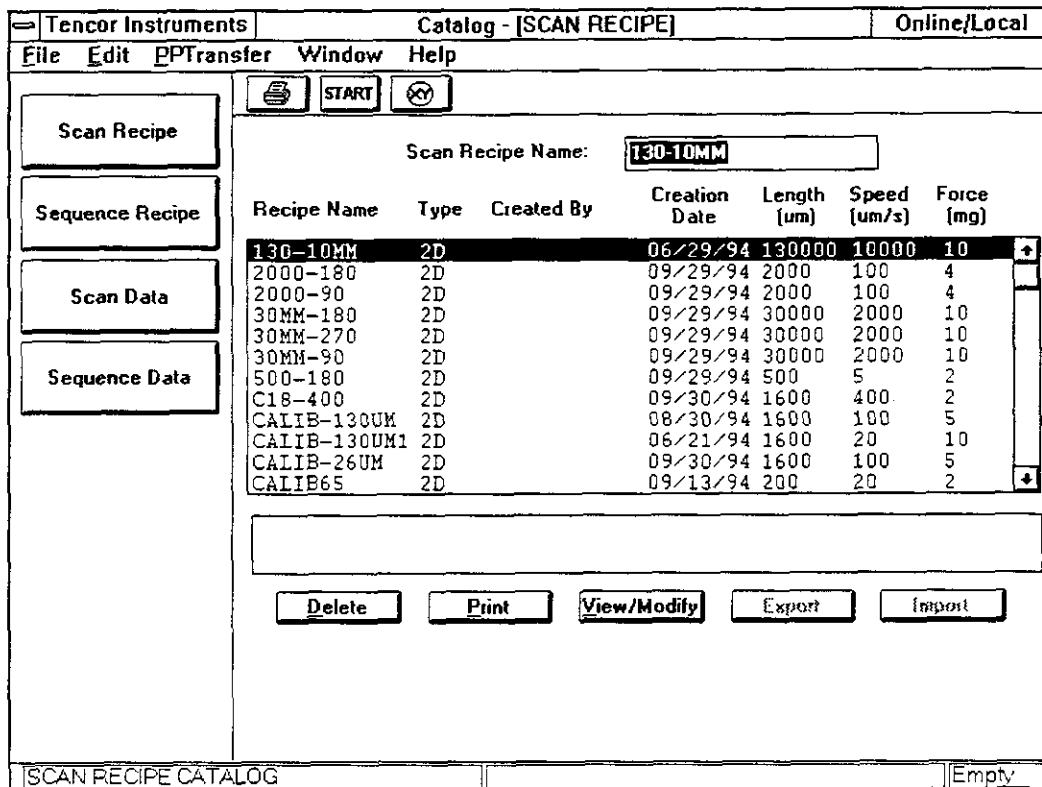 Tencor Instruments Catalog - [SCAN RECIPE] Online/Local
File Edit PPTransfer Window Help
START XY
Scan Recipe
Sequence Recipe
Scan Data
Sequence Data
Scan Recipe Name: 130-10MM
Recipe Name Type Created By Creation Date Length (um) Speed (um/s) Force (mg)
130-10MM 2D 06/29/94 130000 10000 10
2000-180 2D 09/29/94 2000 100 4
2000-90 2D 09/29/94 2000 100 4
30MM-180 2D 09/29/94 30000 2000 10
30MM-270 2D 09/29/94 30000 2000 10
30MM-90 2D 09/29/94 30000 2000 10
500-180 2D 09/29/94 500 5 2
C18-400 2D 09/30/94 1600 400 2
CALIB-130UM 2D 08/30/94 1600 100 5
CALIB-130UM1 2D 06/21/94 1600 20 10
CALIB-26UM 2D 09/30/94 1600 100 5
CALIB65 2D 09/13/94 200 20 2
Delete Print View/Modify Export Import
SCAN RECIPE CATALOG Empty